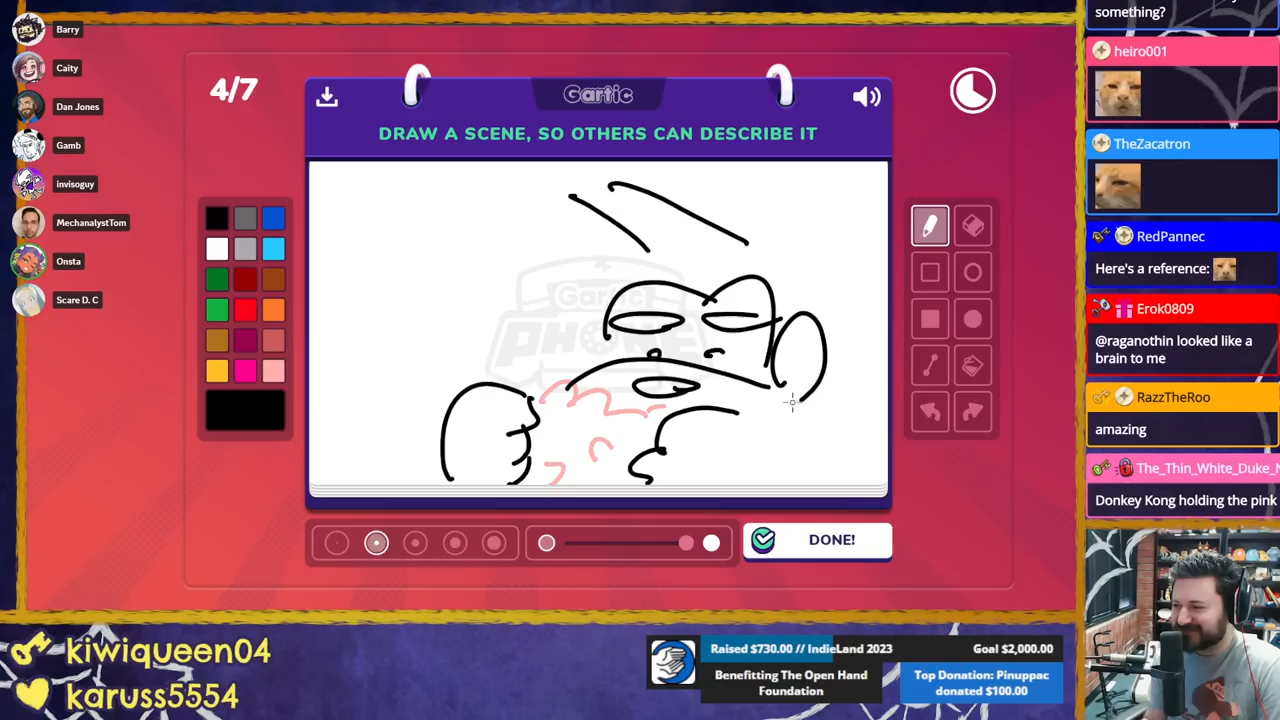 Barry
Caity
Dan Jones
Gamb
invisoguy
MechanalystTom
Onsta
Scare D. C
4/7
Gartic
DRAW A SCENE, SO OTHERS CAN DESCRIBE IT
Gartic
PHONE
DONE!
something?
heiro001
TheZacatron
RedPannec
Here's a reference:
Erok0809
@raganothin looked like a
brain to me
RazzTheRoo
amazing
The_Thin_White_Duke_
Donkey Kong holding the pink
kiwiqueen04
karuss5554
Raised $730.00 // IndieLand 2023
Goal $2,000.00
Benefitting The Open Hand
Foundation
Top Donation: Pinuppac
donated $100.00